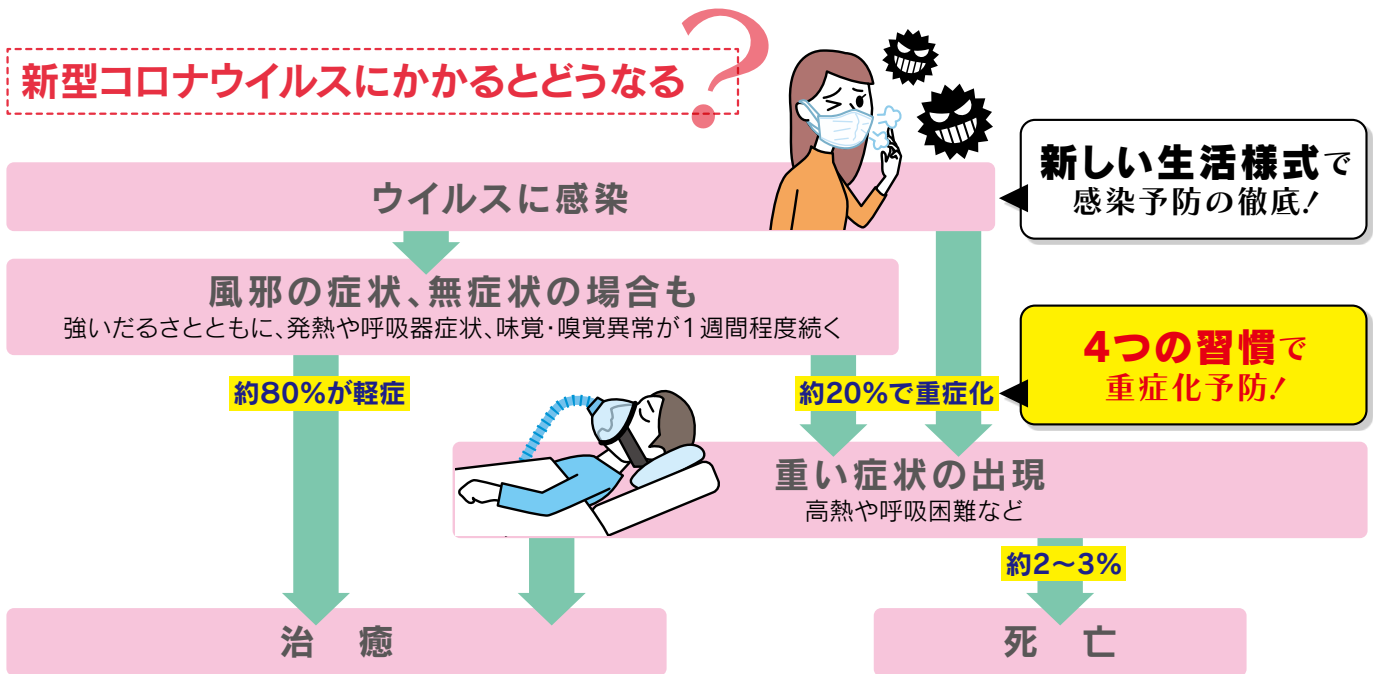 新型コロナウイルスにかかるとどうなる?
ウイルスに感染
新しい生活様式で
感染予防の徹底!
風邪の症状、無症状の場合も
強いだるさとともに、発熱や呼吸器症状、味覚・嗅覚異常が1週間程度続く
約80%が軽症
約20%で重症化
4つの習慣で
重症化予防!
重い症状の出現
高熱や呼吸困難など
約2〜3%
治　癒
死　亡